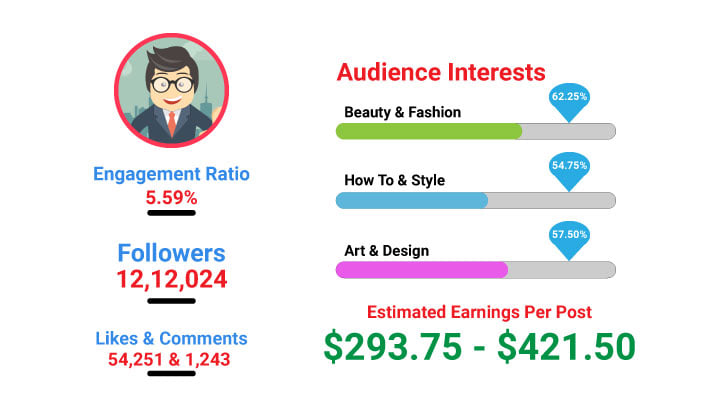 Engagement Ratio
5.59%
Followers
12,12,024
Likes & Comments
54,251 & 1,243
Audience Interests
Beauty & Fashion
62.25%
How To & Style
54.75%
Art & Design
57.50%
Estimated Earnings Per Post
$293.75 - $421.50